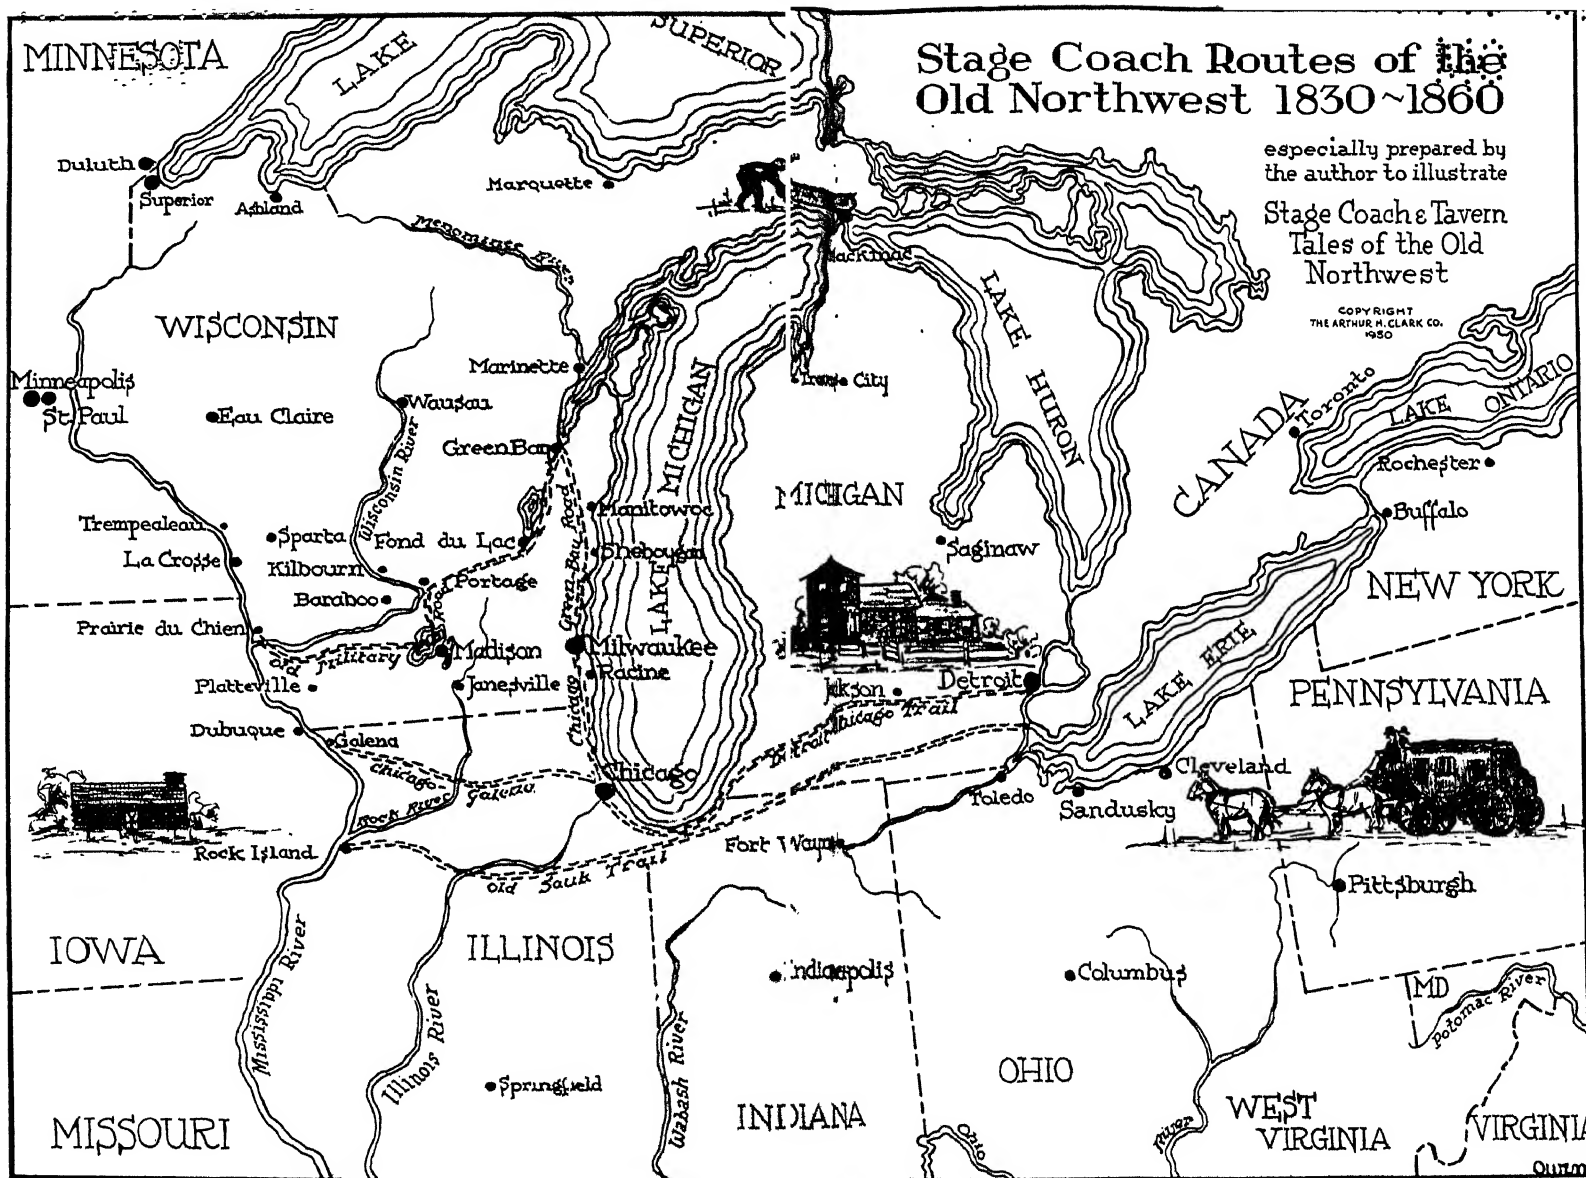 MINNESOTA
LAKE
SUPERIOR
Stage Coach Routes of the
Old Northwest 1830~1860
especially prepared by
the author to illustrate
Stage Coach & Tavern
Tales of the Old
Northwest
COPYRIGHT
THE ARTHUR H. CLARK CO.
1930
Duluth
Superior
Ashland
Marquette
Menominee River
Mackinac
WISCONSIN
Marinette
Minneapolis
St. Paul
Eau Claire
Wausau
Green Bay
Wisconsin River
LAKE MICHIGAN
City
LAKE HURON
MICHIGAN
CANADA
Toronto
LAKE ONTARIO
Rochester
Buffalo
Trempealeau
Sparta
La Crosse
Kilbourn
Baraboo
Fond du Lac
Portage
Manitowoc
Sheboygan
Green Bay Road
Saginaw
NEW YORK
Prairie du Chien
Old Military Road
Madison
Milwaukee
Racine
Platteville
Janesville
Jackson
Detroit
LAKE ERIE
PENNSYLVANIA
Dubuque
Galena
Chicago
Detroit Chicago Trail
Chicago Galena
Chicago
Rock River
Rock Island
Old Sauk Trail
Fort Wayne
Toledo
Sandusky
Cleveland
Pittsburgh
IOWA
ILLINOIS
Mississippi River
Illinois River
Wabash River
Indianapolis
Columbus
MD
Potomac River
Springfield
OHIO
MISSOURI
INDIANA
Ohio
River
WEST
VIRGINIA
VIRGINIA